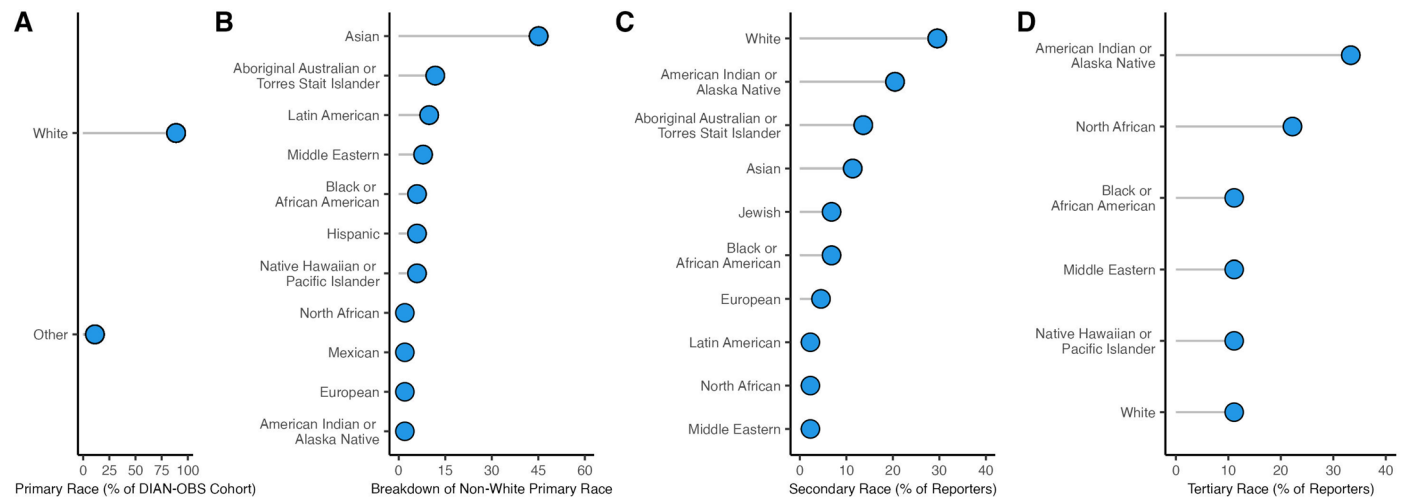 A
White
Other
0 25 50 75 100
Primary Race (% of DIAN-OBS Cohort)
B
Asian
Aboriginal Australian or
Torres Stait Islander
Latin American
Middle Eastern
Black or
African American
Hispanic
Native Hawaiian or
Pacific Islander
North African
Mexican
European
American Indian or
Alaska Native
0 15 30 45 60
Breakdown of Non-White Primary Race
C
White
American Indian or
Alaska Native
Aboriginal Australian or
Torres Stait Islander
Asian
Jewish
Black or
African American
European
Latin American
North African
Middle Eastern
0 10 20 30 40
Secondary Race (% of Reporters)
D
American Indian or
Alaska Native
North African
Black or
African American
Middle Eastern
Native Hawaiian or
Pacific Islander
White
0 10 20 30 40
Tertiary Race (% of Reporters)